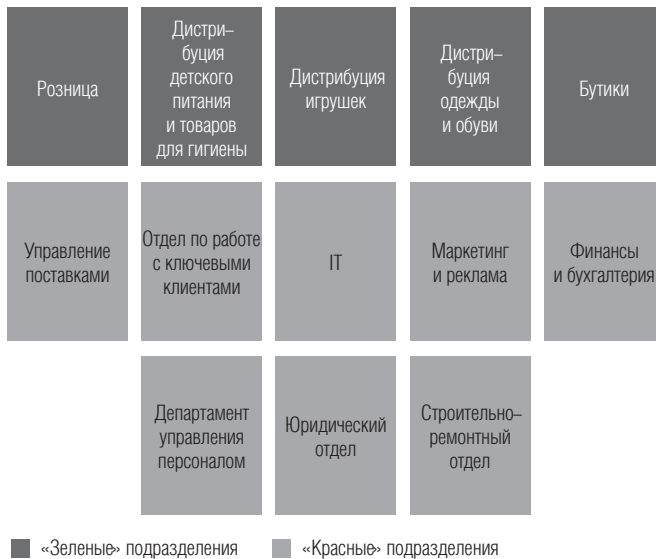 Розница
Дистри–
буция
детского
питания
и товаров
для гигиены
Дистрибуция
игрушек
Дистри–
буция
одежды
и обуви
Бутики
Управление
поставками
Отдел по работе
с ключевыми
клиентами
IT
Маркетинг
и реклама
Финансы
и бухгалтерия
Департамент
управления
персоналом
Юридический
отдел
Строительно–
ремонтный
отдел
«Зеленые» подразделения
«Красные» подразделения